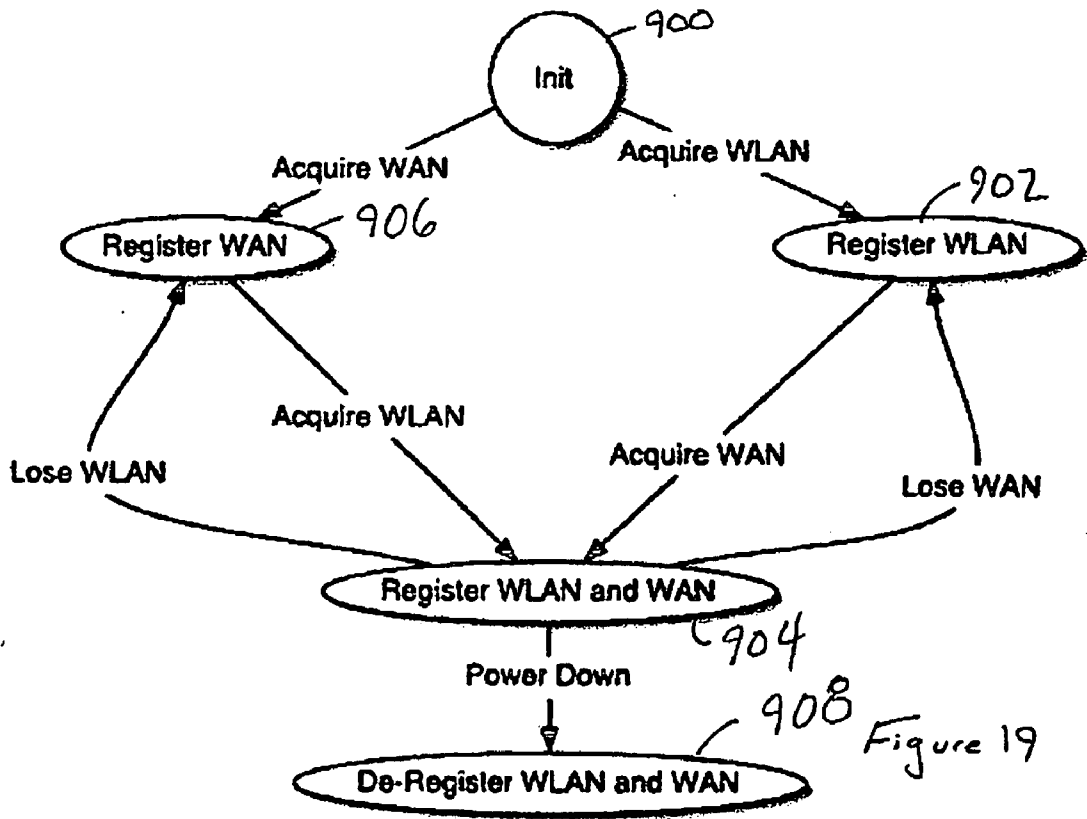 900
Init
Acquire WAN
Acquire WLAN
906
902
Register WAN
Register WLAN
Acquire WLAN
Acquire WAN
Lose WLAN
Lose WAN
Register WLAN and WAN
904
Power Down
908
Figure 19
De-Register WLAN and WAN